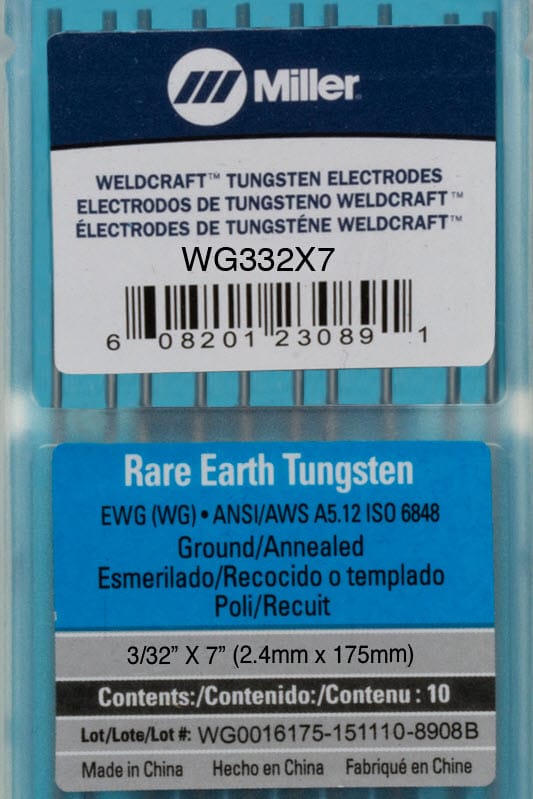 Miller
WELDCRAFT™ TUNGSTEN ELECTRODES
ELECTRODOS DE TUNGSTENO WELDCRAFT™
ÉLECTRODES DE TUNGSTÉNE WELDCRAFT™
WG332X7
6 08201 23089 1
Rare Earth Tungsten
EWG (WG) • ANSI/AWS A5.12 ISO 6848
Ground/Annealed
Esmerilado/Recocido o templado
Poli/Recuit
3/32” X 7” (2.4mm x 175mm)
Contents:/Contenido:/Contenu : 10
Lot/Lote/Lot #: WG0016175-151110-8908B
Made in China Hecho en China Fabriqué en Chine